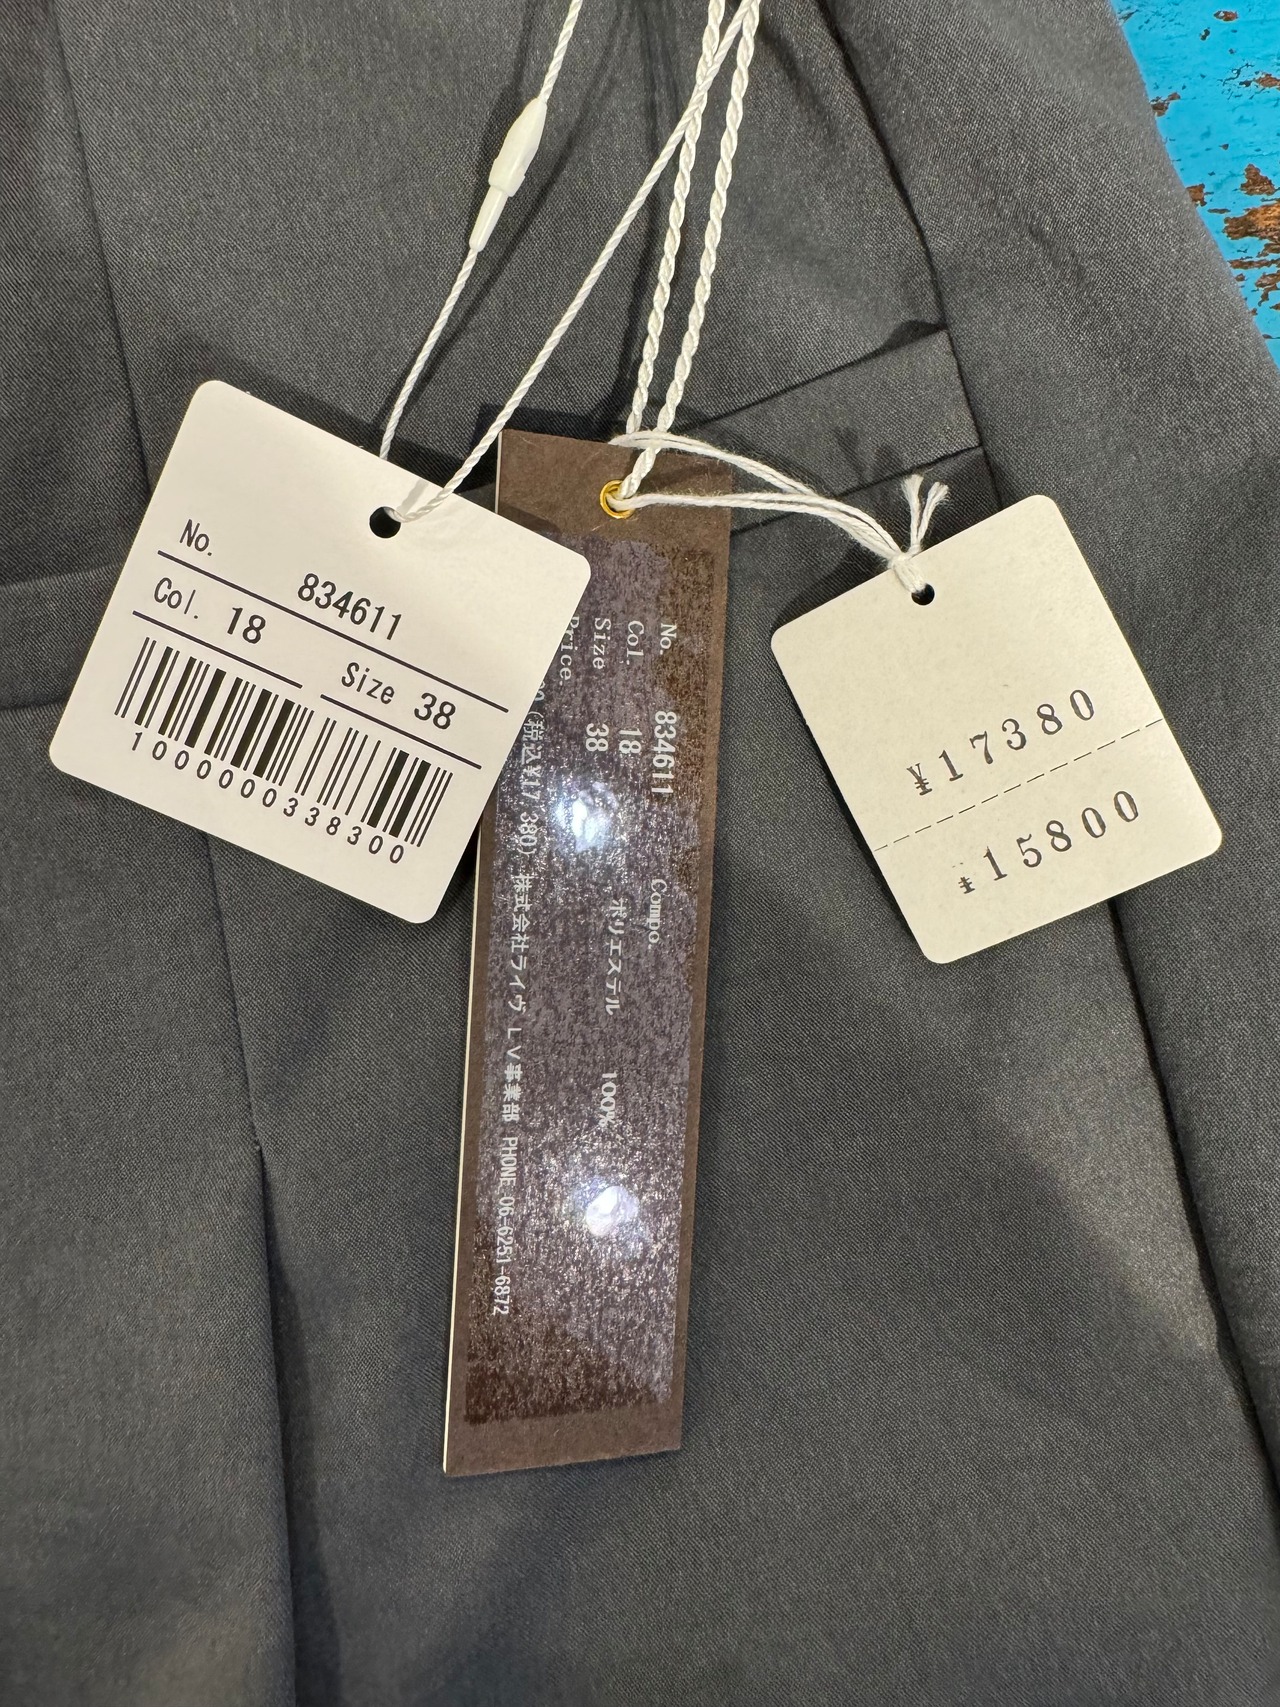 No.
834611
Col. 18
Size 38
1000000338300
No. 834611
Col. 18
Size 38
Price.
(税込¥17,380)
Compo.
ポリエステル 100%
株式会社ライヴ LV事業部 PHONE 06-6251-6872
¥17380
¥15800